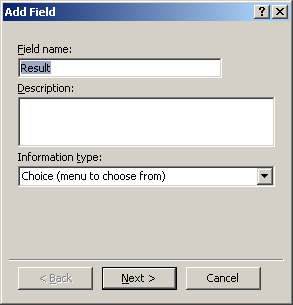 Add Field
Field name:
Result
Description:
Information type:
Choice (menu to choose from)
< Back
Next >
Cancel